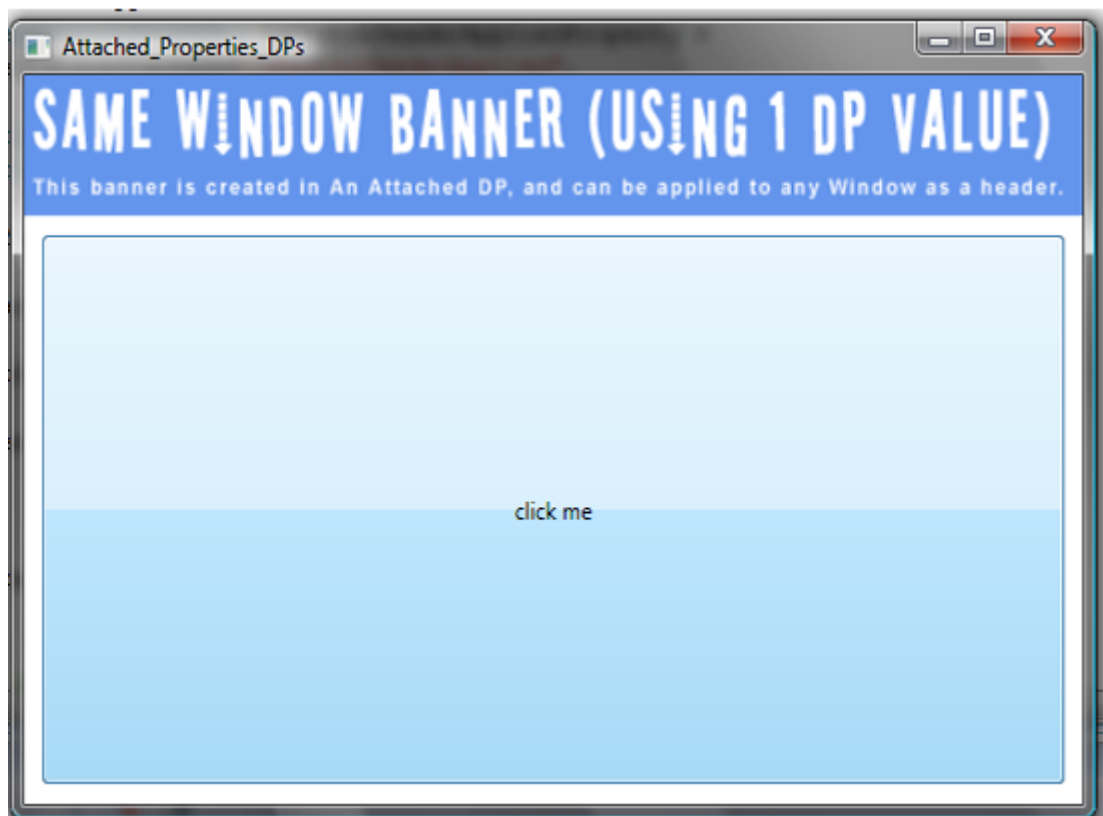 Attached_Properties_DPs
SAME WINDOW BANNER (USING 1 DP VALUE)
This banner is created in An Attached DP, and can be applied to any Window as a header.
click me